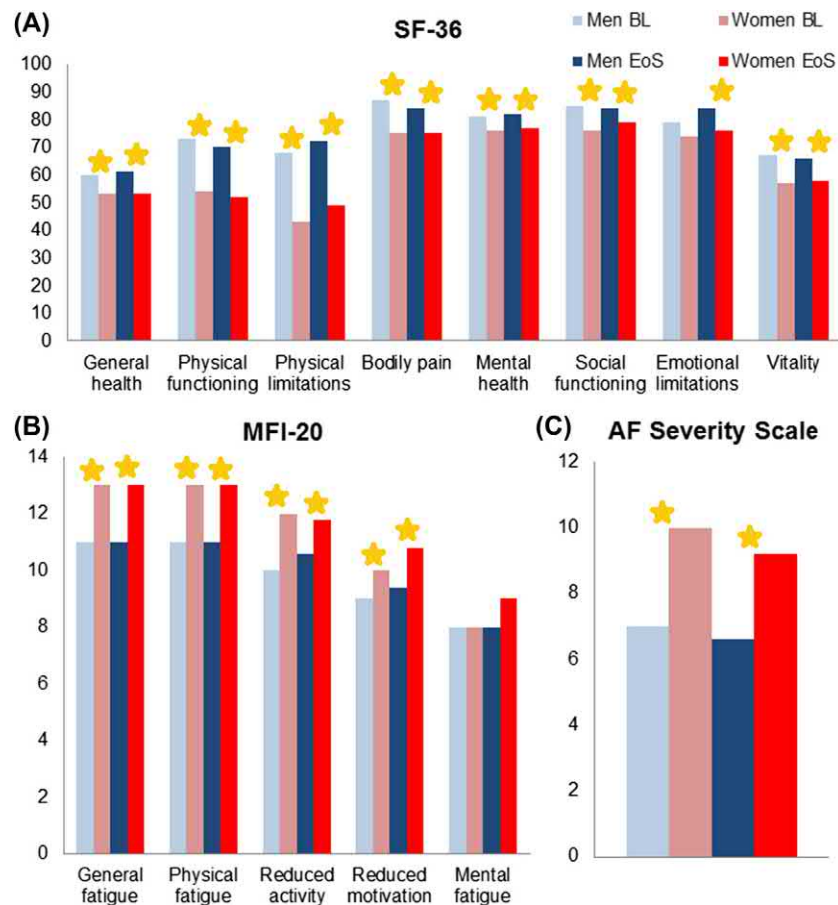 (A)
SF-36
Men BL
Women BL
Men EoS
Women EoS
100
90
80
70
60
50
40
30
20
10
0
General health
Physical functioning
Physical limitations
Bodily pain
Mental health
Social functioning
Emotional limitations
Vitality
(B)
MFI-20
14
12
10
8
6
4
2
0
General fatigue
Physical fatigue
Reduced activity
Reduced motivation
Mental fatigue
(C)
AF Severity Scale
12
10
8
6
4
2
0